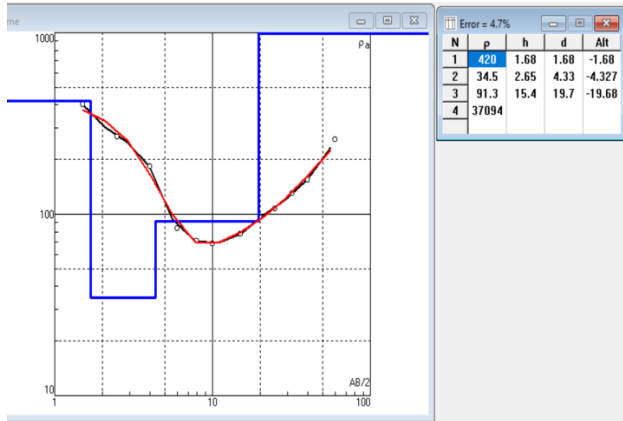 me
1000
ρa
100
10
AB/2
1
10
100
Error = 4.7%
N ρ h d Alt
1 420 1.68 1.68 -1.68
2 34.5 2.65 4.33 -4.327
3 91.3 15.4 19.7 -19.68
4 37094